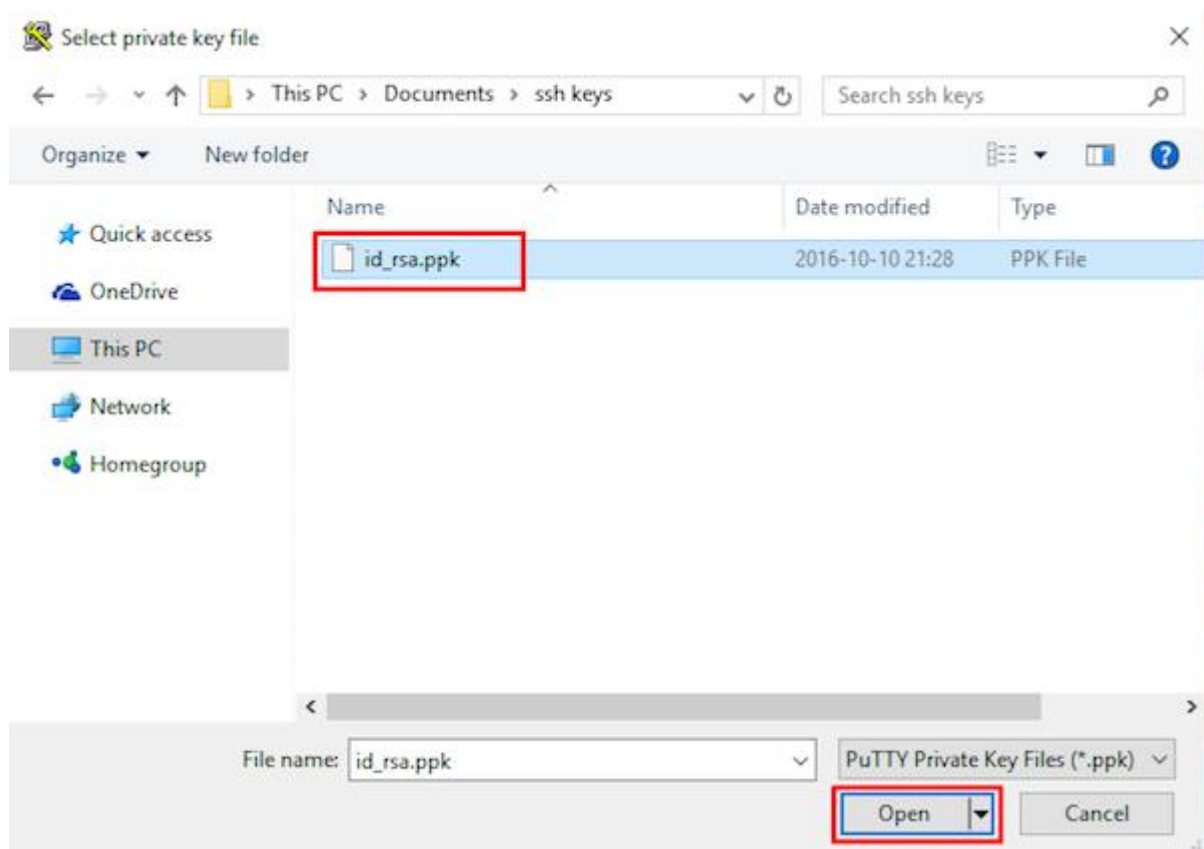 Select private key file
This PC > Documents > ssh keys
Search ssh keys
Organize
New folder
Name
Date modified
Type
Quick access
OneDrive
This PC
Network
Homegroup
id_rsa.ppk
2016-10-10 21:28
PPK File
File name:
id_rsa.ppk
PuTTY Private Key Files (*.ppk)
Open
Cancel